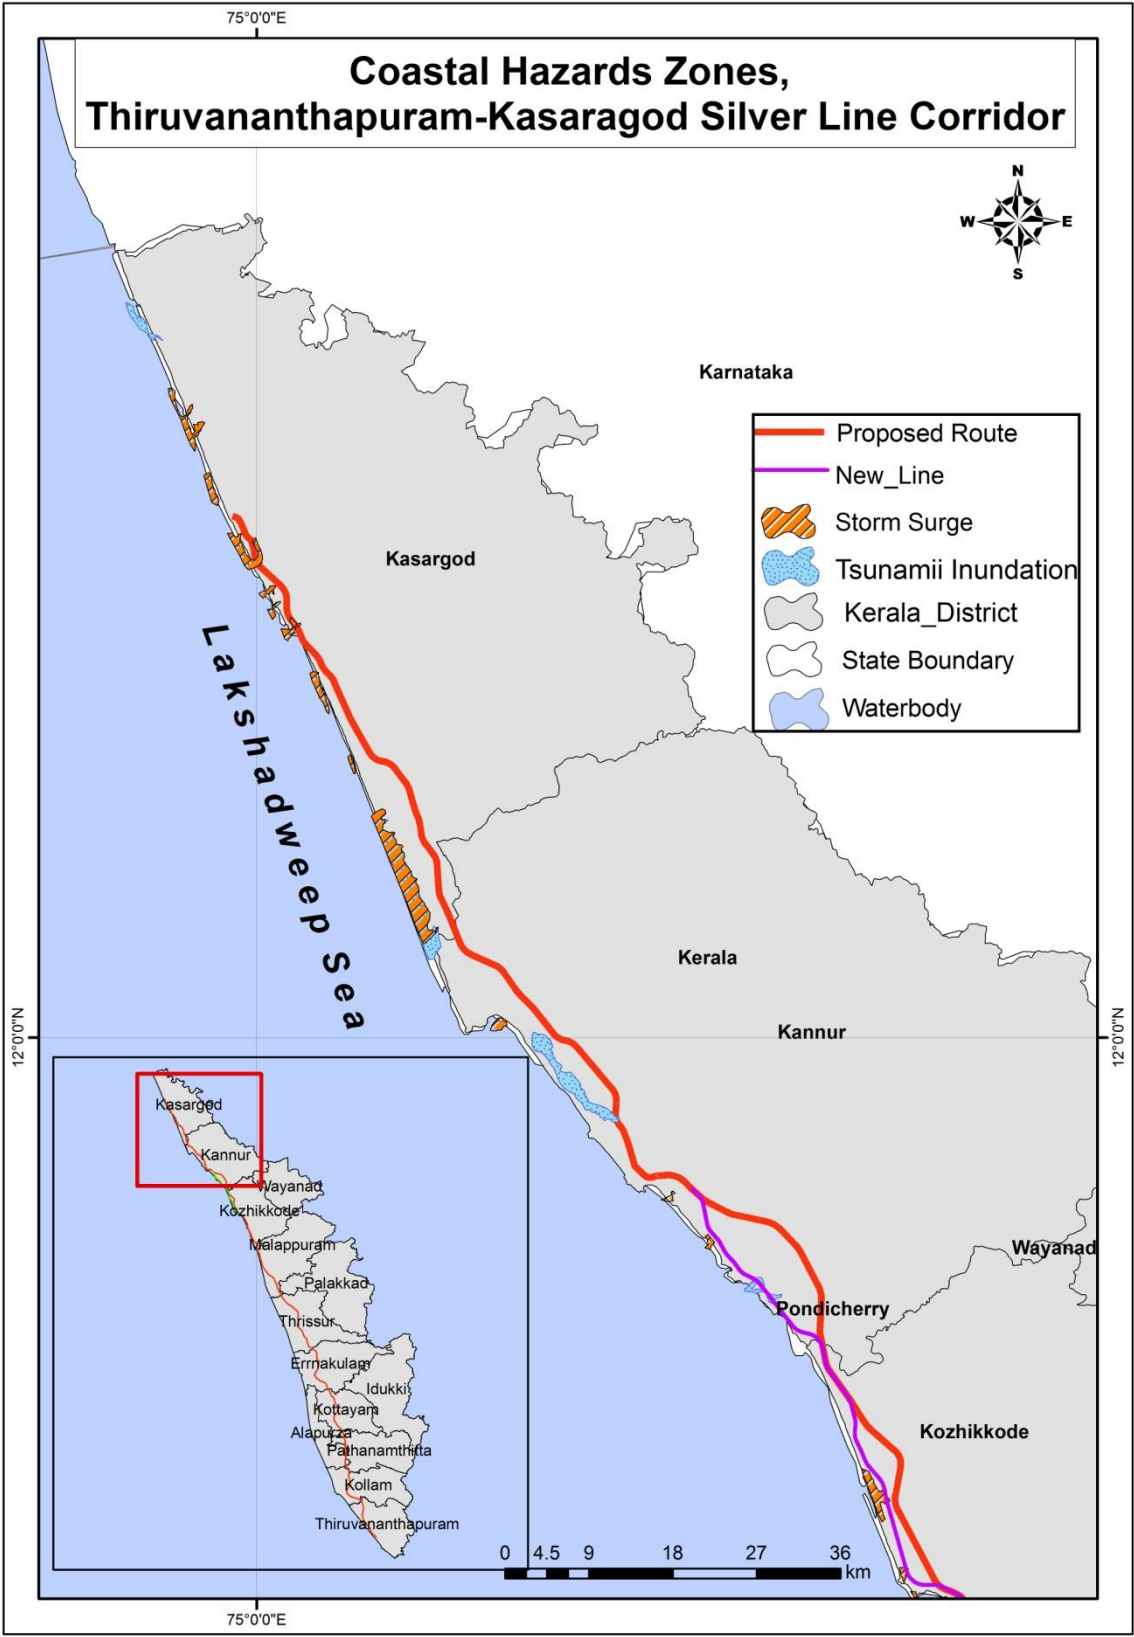 75°0'0"E
Coastal Hazards Zones,
Thiruvananthapuram-Kasaragod Silver Line Corridor
N
W E
S
Karnataka
Proposed Route
New_Line
Storm Surge
Tsunamii Inundation
Kerala_District
State Boundary
Waterbody
Kasargod
Lakshadweep Sea
Kerala
Kannur
12°0'0"N
12°0'0"N
Wayanad
Pondicherry
Kozhikkode
Kasargod
Kannur
Wayanad
Kozhikkode
Malappuram
Palakkad
Thrissur
Errnakulam
Idukki
Kottayam
Alapurza
Pathanamthitta
Kollam
Thiruvananthapuram
0 4.5 9 18 27 36
km
75°0'0"E